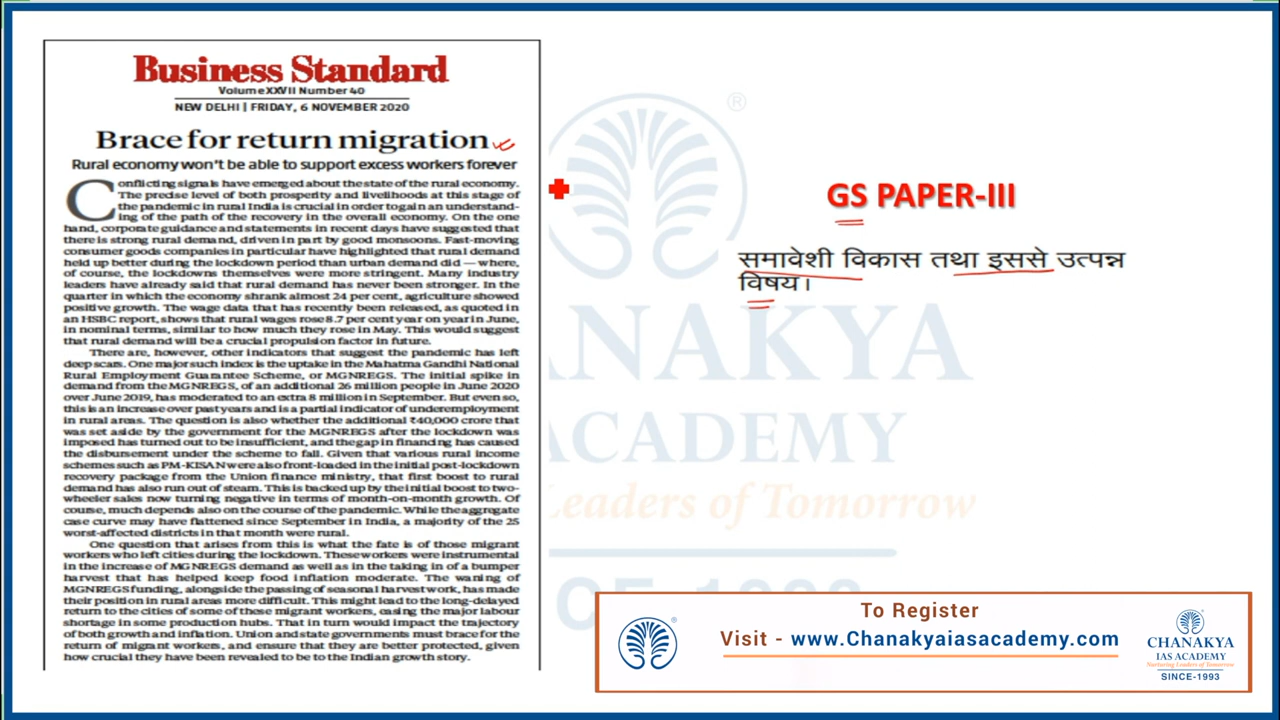 Business Standard
Volume XXVII Number 40
NEW DELHI | FRIDAY, 6 NOVEMBER 2020
Brace for return migration
Rural economy won't be able to support excess workers forever
Conflicting signals have emerged about the state of the rural economy.
The precise level of both prosperity and livelihoods at this stage of
the pandemic in rural India is crucial in order to gain an understand-
ing of the path of the recovery in the overall economy. On the one
hand, corporate guidance and statements in recent days have suggested that
there is strong rural demand, driven in part by good monsoons. Fast-moving
consumer goods companies in particular have highlighted that rural demand
held up better during the lockdown period than urban demand did — where,
of course, the lockdowns themselves were more stringent. Many industry
leaders have already said that rural demand has never been stronger. In the
quarter in which the economy shrank almost 24 per cent, agriculture showed
positive growth. The wage data that has recently been released, as quoted in
an HSBC report, shows that rural wages rose 8.7 per cent year on year in June,
in nominal terms, similar to how much they rose in May. This would suggest
that rural demand will be a crucial propulsion factor in future.
There are, however, other indicators that suggest the pandemic has left
deep scars. One major such index is the uptake in the Mahatma Gandhi National
Rural Employment Guarantee Scheme, or MGNREGS. The initial spike in
demand from the MGNREGS, of an additional 26 million people in June 2020
over June 2019, has moderated to an extra 8 million in September. But even so,
this is an increase over past years and is a partial indicator of underemployment
in rural areas. The question is also whether the additional ₹40,000 crore that
was set aside by the government for the MGNREGS after the lockdown was
imposed has turned out to be insufficient, and the gap in financing has caused
the disbursement under the scheme to fall. Given that various rural income
schemes such as PM-KISAN were also front-loaded in the initial post-lockdown
recovery package from the Union finance ministry, that first boost to rural
demand has also run out of steam. This is backed up by the initial boost to two-
wheeler sales now turning negative in terms of month-on-month growth. Of
course, much depends also on the course of the pandemic. While the aggregate
case curve may have flattened since September in India, a majority of the 25
worst-affected districts in that month were rural.
One question that arises from this is what the fate is of those migrant
workers who left cities during the lockdown. These workers were instrumental
in the increase of MGNREGS demand as well as in the taking in of a bumper
harvest that has helped keep food inflation moderate. The waning of
MGNREGS funding, alongside the passing of seasonal harvest work, has made
their position in rural areas more difficult. This might lead to the long-delayed
return to the cities of some of these migrant workers, easing the major labour
shortage in some production hubs. That in turn would impact the trajectory
of both growth and inflation. Union and state governments must brace for the
return of migrant workers, and ensure that they are better protected, given
how crucial they have been revealed to be to the Indian growth story.
GS PAPER-III
समावेशी विकास तथा इससे उत्पन्न
विषय।
ANAKYA
ACADEMY
Leaders of Tomorrow
To Register
Visit - www.Chanakyaiasacademy.com
CHANAKYA
IAS ACADEMY
Nurturing Leaders of Tomorrow
SINCE-1993